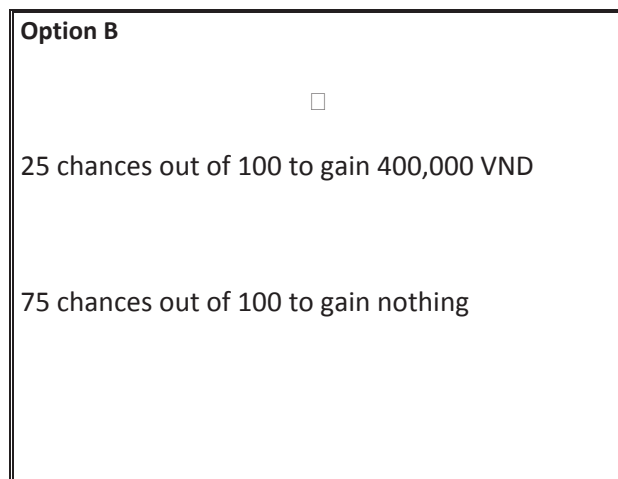 Option B
25 chances out of 100 to gain 400,000 VND
75 chances out of 100 to gain nothing